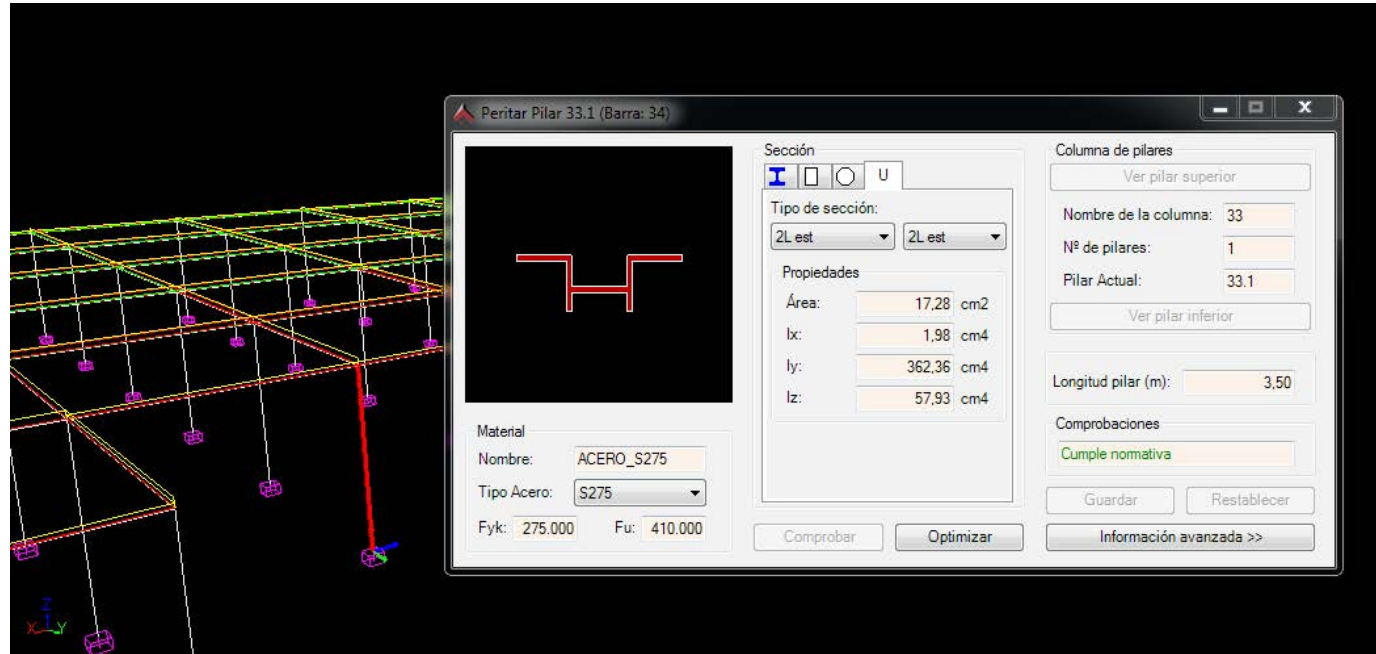 Peritar Pilar 33.1 (Barra: 34)
Sección
U
Tipo de sección:
2L est 2L est
Propiedades
Área: 17,28 cm2
Ix: 1,98 cm4
Iy: 362,36 cm4
Iz: 57,93 cm4
Material
Nombre: ACERO_S275
Tipo Acero: S275
Fyk: 275.000 Fu: 410.000
Comprobar Optimizar
Columna de pilares
Ver pilar superior
Nombre de la columna: 33
Nº de pilares: 1
Pilar Actual: 33.1
Ver pilar inferior
Longitud pilar (m): 3,50
Comprobaciones
Cumple normativa
Guardar Restablecer
Información avanzada >>
Z
X Y